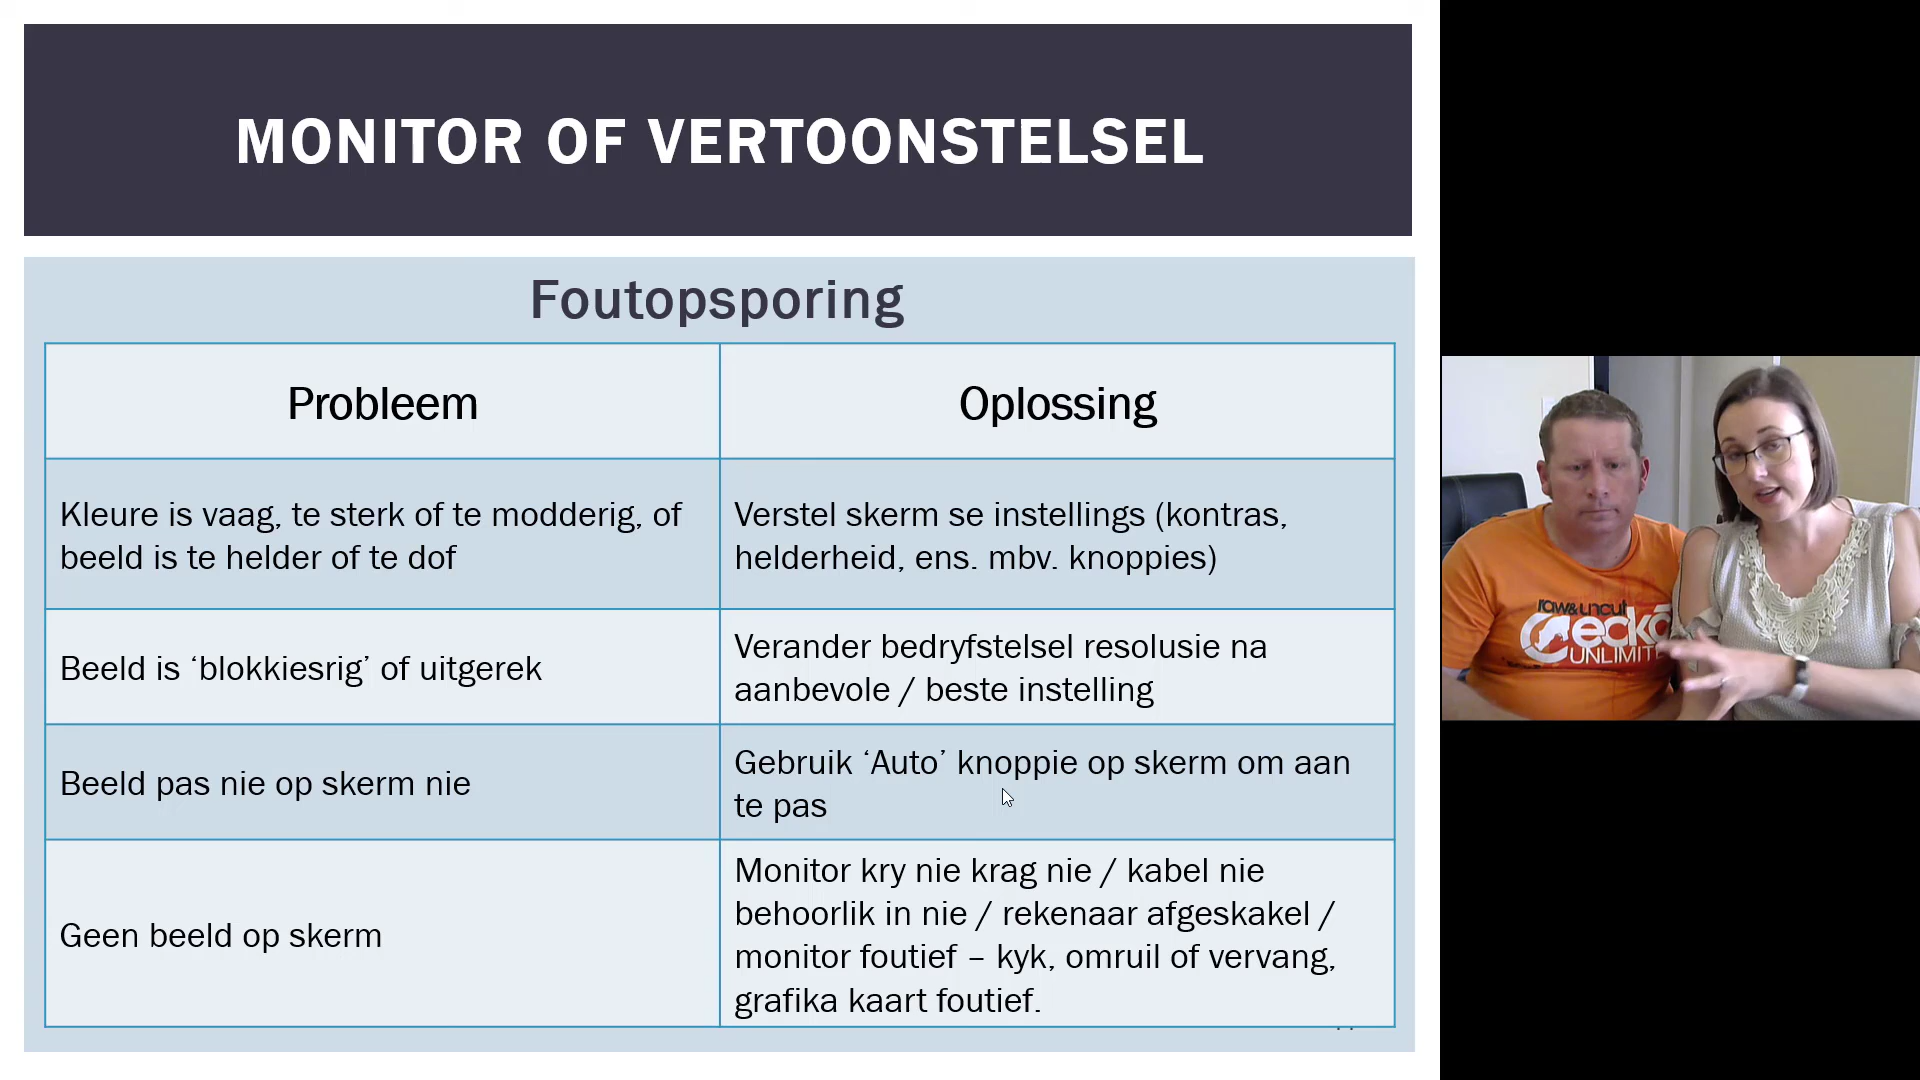 MONITOR OF VERTOONSTELSEL
Foutopsporing
Probleem
Oplossing
Kleure is vaag, te sterk of te modderig, of
beeld is te helder of te dof
Verstel skerm se instellings (kontras,
helderheid, ens. mbv. knoppies)
Beeld is ‘blokkiesrig’ of uitgerek
Verander bedryfstelsel resolusie na
aanbevole / beste instelling
Beeld pas nie op skerm nie
Gebruik ‘Auto’ knoppie op skerm om aan
te pas
Geen beeld op skerm
Monitor kry nie krag nie / kabel nie
behoorlik in nie / rekenaar afgeskakel /
monitor foutief – kyk, omruil of vervang,
grafika kaart foutief.
raw&uncut
ecko